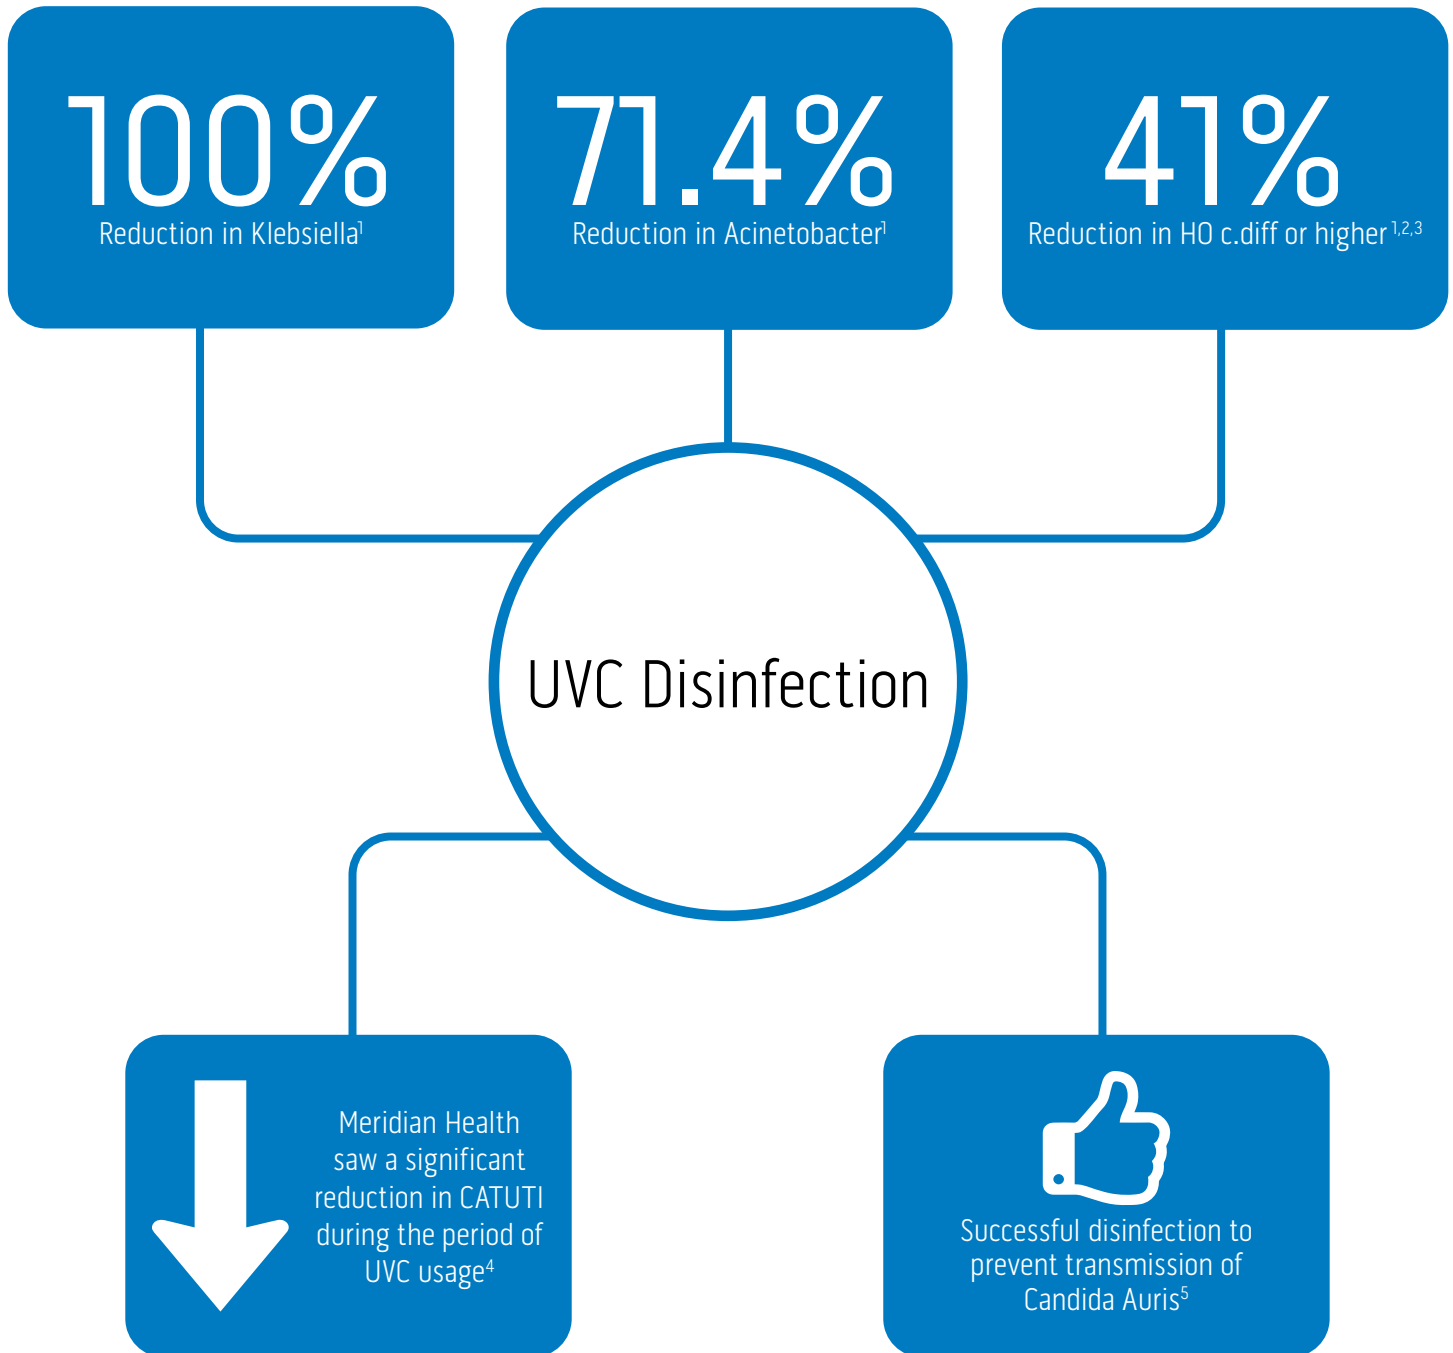 100%
Reduction in Klebsiella¹
71.4%
Reduction in Acinetobacter¹
41%
Reduction in HO c.diff or higher ¹,²,³
UVC Disinfection
Meridian Health
saw a significant
reduction in CATUTI
during the period of
UVC usage⁴
Successful disinfection to
prevent transmission of
Candida Auris⁵